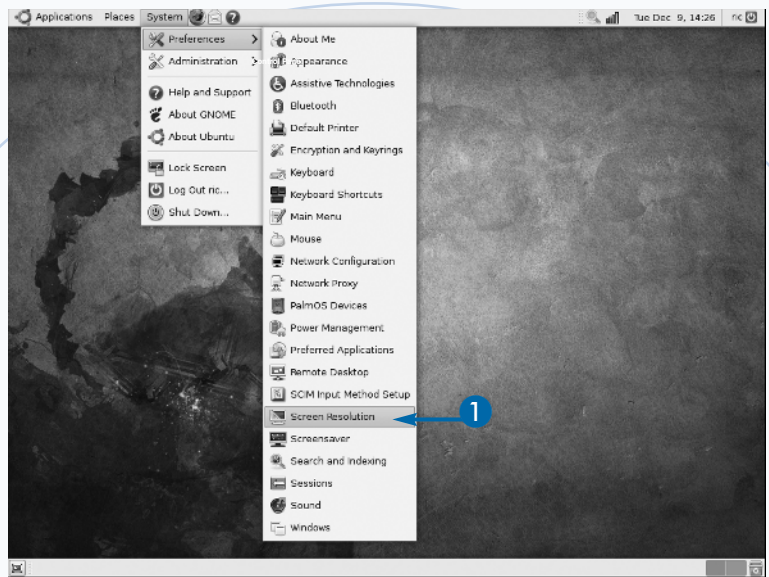 Applications Places System Tue Dec 9, 14:26 ric
Preferences
Administration
Help and Support
About GNOME
About Ubuntu
Lock Screen
Log Out ric...
Shut Down...
About Me
Appearance
Assistive Technologies
Bluetooth
Default Printer
Encryption and Keyrings
Keyboard
Keyboard Shortcuts
Main Menu
Mouse
Network Configuration
Network Proxy
PalmOS Devices
Power Management
Preferred Applications
Remote Desktop
SCIM Input Method Setup
Screen Resolution
1
Screensaver
Search and Indexing
Sessions
Sound
Windows